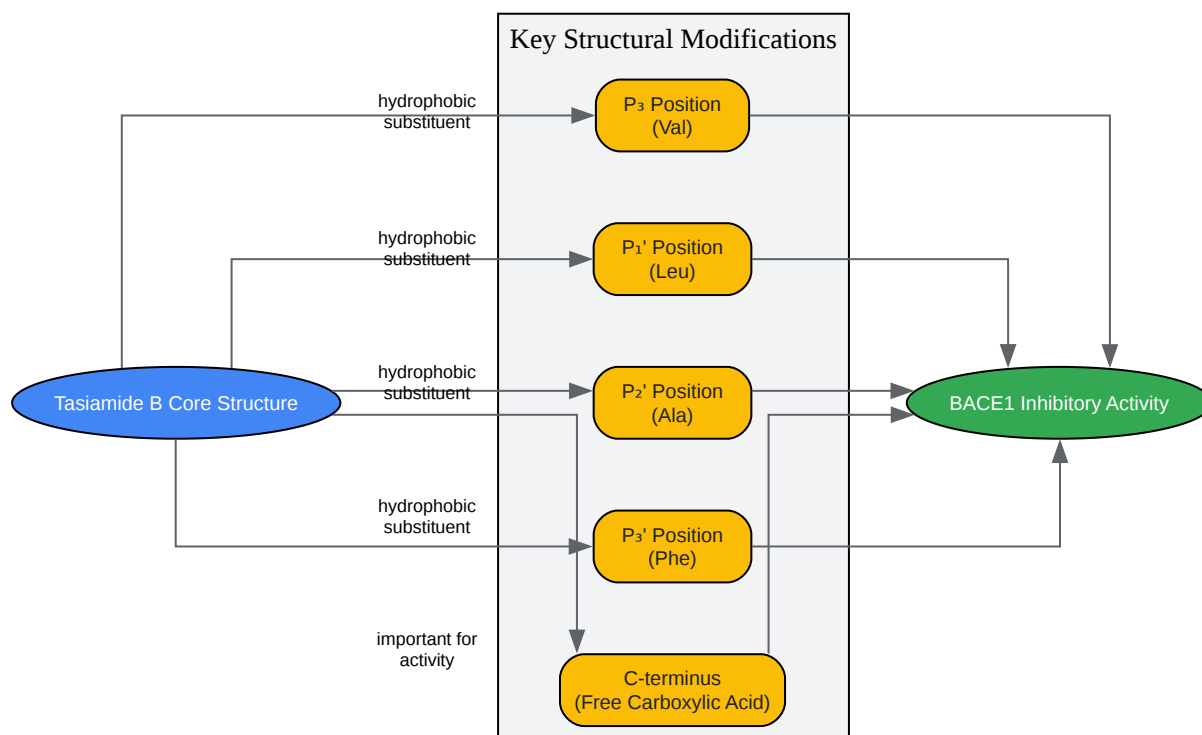 Key Structural Modifications
hydrophobic
substituent
P₃ Position
(Val)
hydrophobic
substituent
P₁' Position
(Leu)
Tasiamide B Core Structure
hydrophobic
substituent
P₂' Position
(Ala)
BACE1 Inhibitory Activity
hydrophobic
substituent
P₃' Position
(Phe)
important for
activity
C-terminus
(Free Carboxylic Acid)